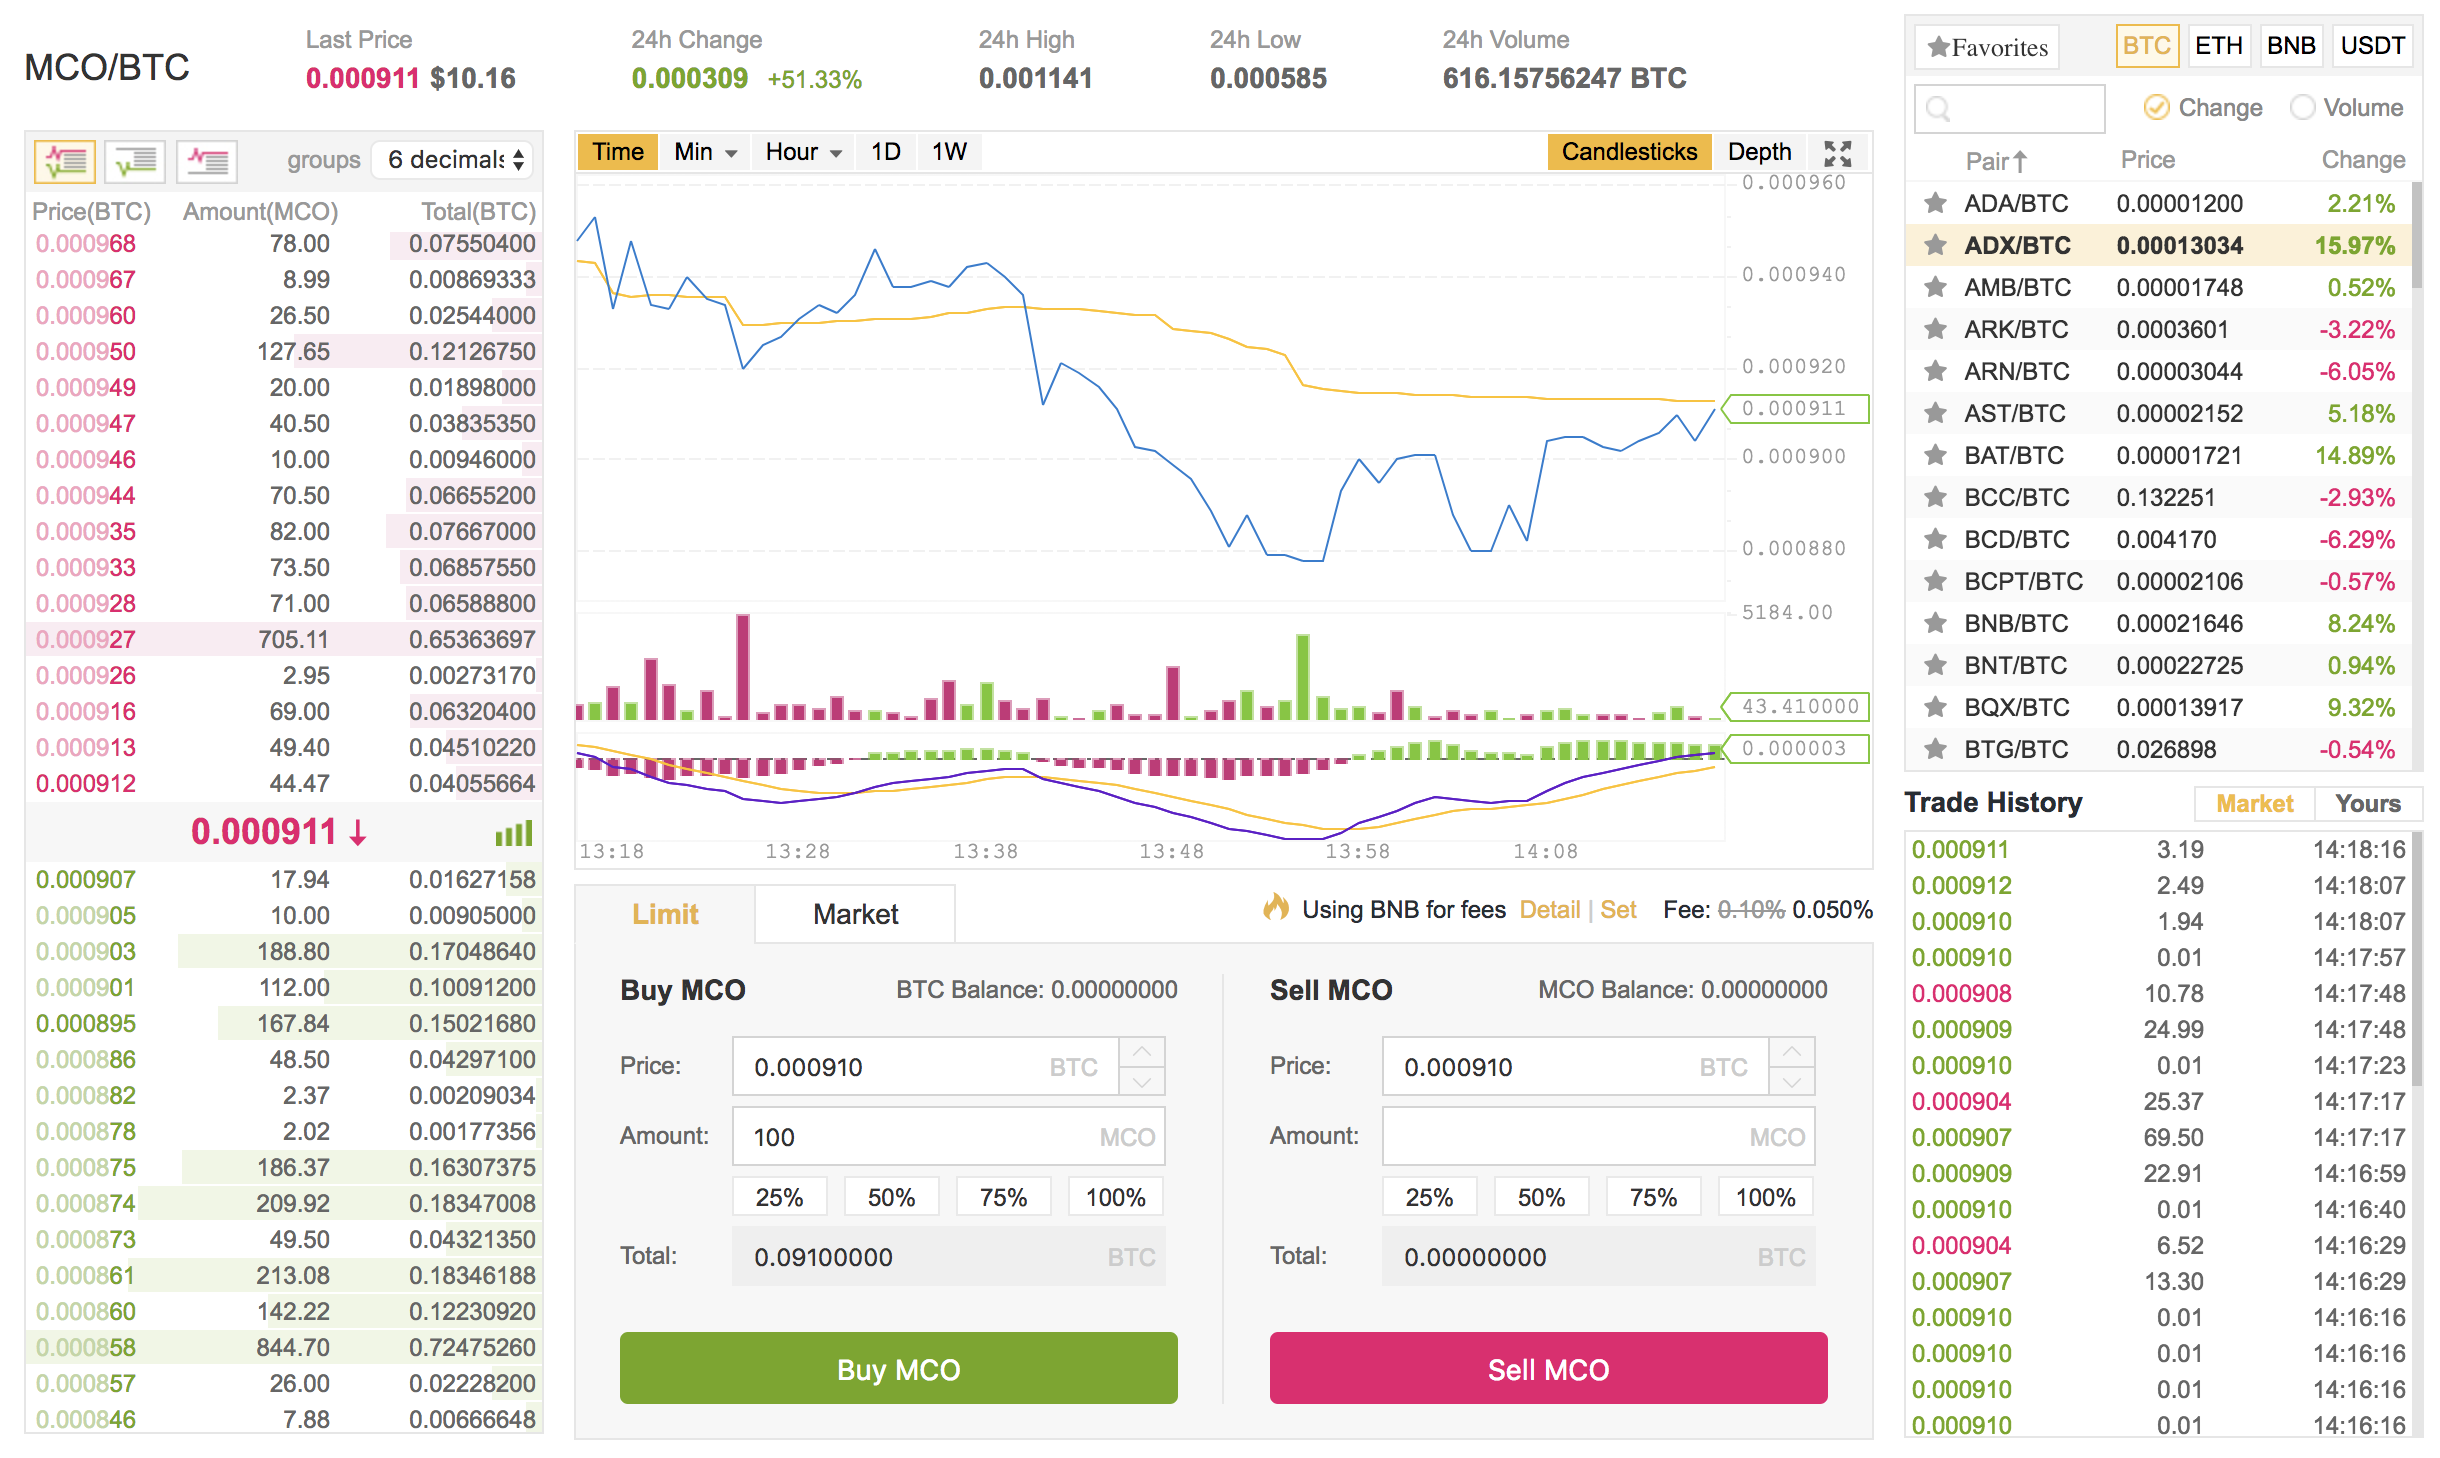 MCO/BTC
Last Price
0.000911 $10.16
24h Change
0.000309 +51.33%
24h High
0.001141
24h Low
0.000585
24h Volume
616.15756247 BTC
groups 6 decimals
Price(BTC) Amount(MCO) Total(BTC)
0.000968 78.00 0.07550400
0.000967 8.99 0.00869333
0.000960 26.50 0.02544000
0.000950 127.65 0.12126750
0.000949 20.00 0.01898000
0.000947 40.50 0.03835350
0.000946 10.00 0.00946000
0.000944 70.50 0.06655200
0.000935 82.00 0.07667000
0.000933 73.50 0.06857550
0.000928 71.00 0.06588800
0.000927 705.11 0.65363697
0.000926 2.95 0.00273170
0.000916 69.00 0.06320400
0.000913 49.40 0.04510220
0.000912 44.47 0.04055664
0.000911 ↓
0.000907 17.94 0.01627158
0.000905 10.00 0.00905000
0.000903 188.80 0.17048640
0.000901 112.00 0.10091200
0.000895 167.84 0.15021680
0.000886 48.50 0.04297100
0.000882 2.37 0.00209034
0.000878 2.02 0.00177356
0.000875 186.37 0.16307375
0.000874 209.92 0.18347008
0.000873 49.50 0.04321350
0.000861 213.08 0.18346188
0.000860 142.22 0.12230920
0.000858 844.70 0.72475260
0.000857 26.00 0.02228200
0.000846 7.88 0.00666648
Time Min Hour 1D 1W Candlesticks Depth
0.000960
0.000940
0.000920
0.000911
0.000900
0.000880
5184.00
43.410000
0.000003
13:18 13:28 13:38 13:48 13:58 14:08
Limit Market
Using BNB for fees Detail | Set Fee: 0.10% 0.050%
Buy MCO BTC Balance: 0.00000000
Price: 0.000910 BTC
Amount: 100 MCO
25% 50% 75% 100%
Total: 0.09100000 BTC
Buy MCO
Sell MCO MCO Balance: 0.00000000
Price: 0.000910 BTC
Amount: MCO
25% 50% 75% 100%
Total: 0.00000000 BTC
Sell MCO
Favorites BTC ETH BNB USDT
Change Volume
Pair↑ Price Change
ADA/BTC 0.00001200 2.21%
ADX/BTC 0.00013034 15.97%
AMB/BTC 0.00001748 0.52%
ARK/BTC 0.0003601 -3.22%
ARN/BTC 0.00003044 -6.05%
AST/BTC 0.00002152 5.18%
BAT/BTC 0.00001721 14.89%
BCC/BTC 0.132251 -2.93%
BCD/BTC 0.004170 -6.29%
BCPT/BTC 0.00002106 -0.57%
BNB/BTC 0.00021646 8.24%
BNT/BTC 0.00022725 0.94%
BQX/BTC 0.00013917 9.32%
BTG/BTC 0.026898 -0.54%
Trade History Market Yours
0.000911 3.19 14:18:16
0.000912 2.49 14:18:07
0.000910 1.94 14:18:07
0.000910 0.01 14:17:57
0.000908 10.78 14:17:48
0.000909 24.99 14:17:48
0.000910 0.01 14:17:23
0.000904 25.37 14:17:17
0.000907 69.50 14:17:17
0.000909 22.91 14:16:59
0.000910 0.01 14:16:40
0.000904 6.52 14:16:29
0.000907 13.30 14:16:29
0.000910 0.01 14:16:16
0.000910 0.01 14:16:16
0.000910 0.01 14:16:16
0.000910 0.01 14:16:16